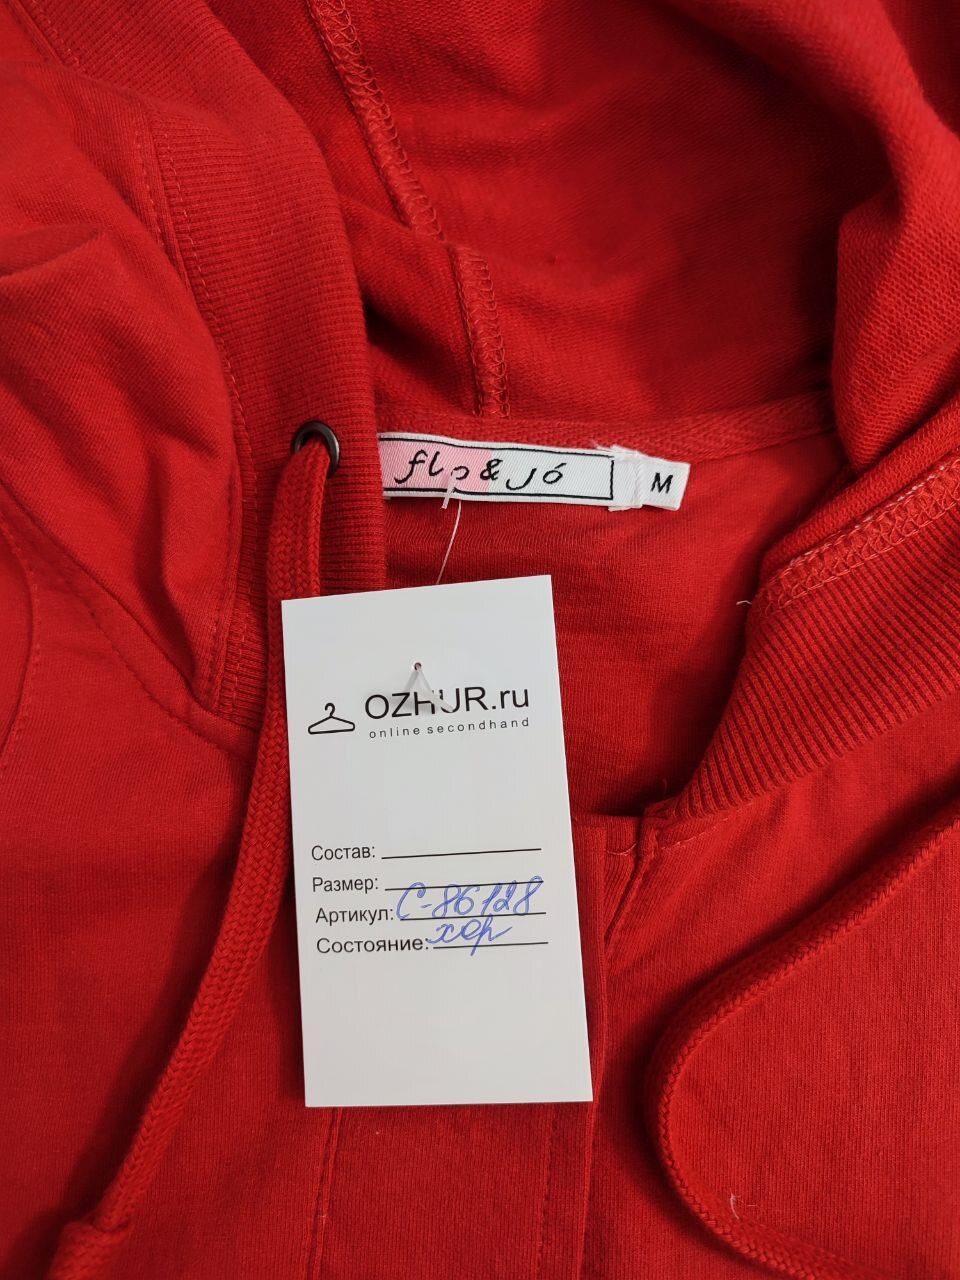 flo & jó
M
OZHUR.ru
online secondhand
Состав:
Размер:
Артикул: С-86128
Состояние: хор